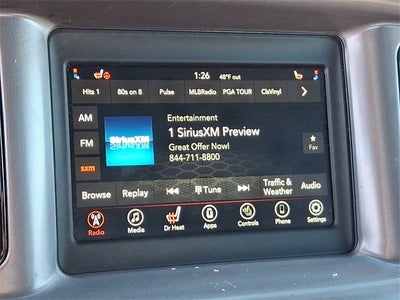 1:26 48°F out
Hits 1 80s on 8 Pulse MLBRadio PGA TOUR ClsVinyl
AM
FM
sxm
SiriusXM
Entertainment
1 SiriusXM Preview
Great Offer Now!
844-711-8800
Fav
Browse Replay Tune Traffic & Weather Audio
Radio Media Dr Heat Apps Controls Phone Settings